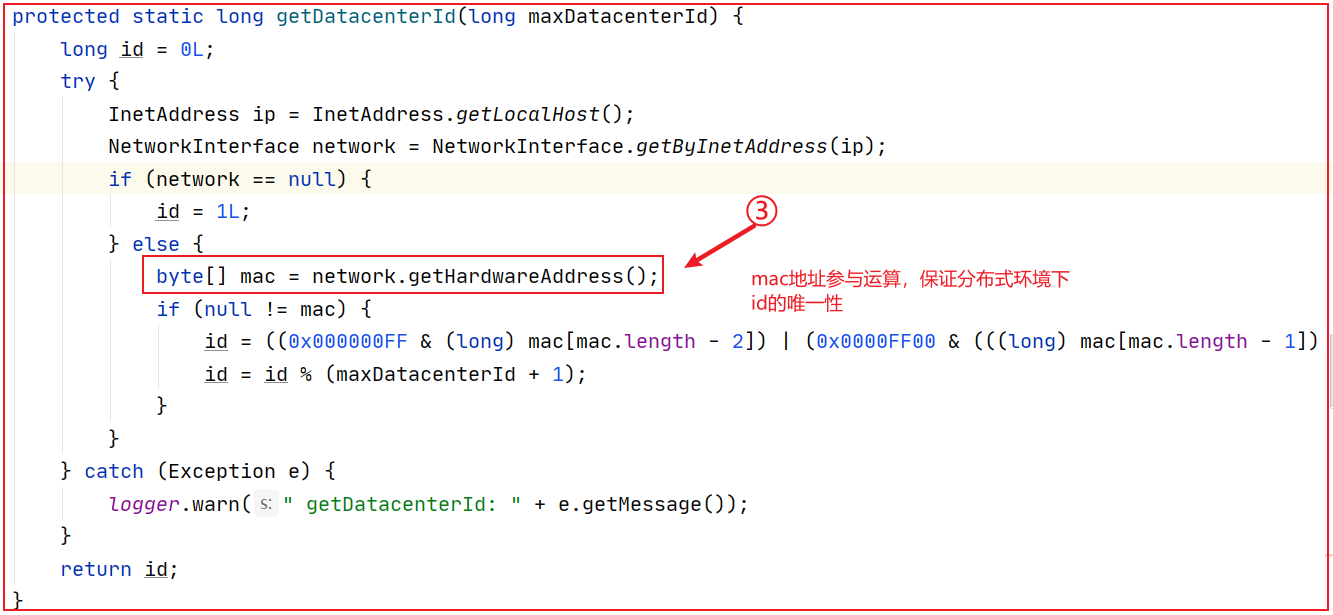 protected static long getDatacenterId(long maxDatacenterId) {
long id = 0L;
try {
InetAddress ip = InetAddress.getLocalHost();
NetworkInterface network = NetworkInterface.getByInetAddress(ip);
if (network == null) {
id = 1L;
} else {
③
byte[] mac = network.getHardwareAddress();
mac地址参与运算，保证分布式环境下
id的唯一性
if (null != mac) {
id = ((0x000000FF & (long) mac[mac.length - 2]) | (0x0000FF00 & (((long) mac[mac.length - 1])
id = id % (maxDatacenterId + 1);
}
}
} catch (Exception e) {
logger.warn( s: " getDatacenterId: " + e.getMessage());
}
return id;
}